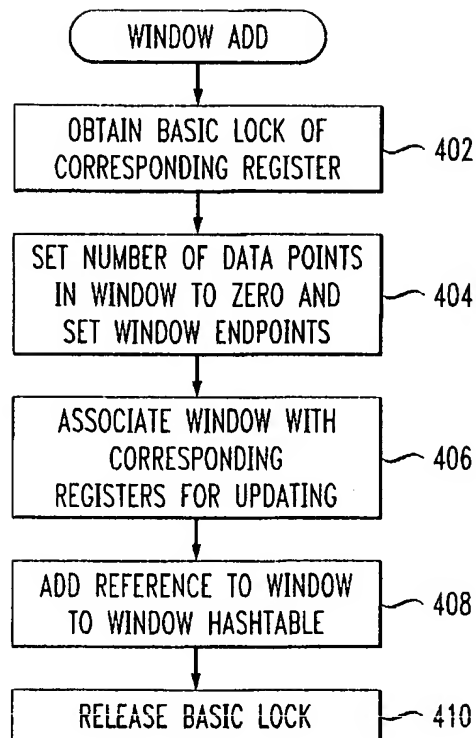 WINDOW ADD
OBTAIN BASIC LOCK OF
CORRESPONDING REGISTER
402
SET NUMBER OF DATA POINTS
IN WINDOW TO ZERO AND
SET WINDOW ENDPOINTS
404
ASSOCIATE WINDOW WITH
CORRESPONDING
REGISTERS FOR UPDATING
406
ADD REFERENCE TO WINDOW
TO WINDOW HASHTABLE
408
RELEASE BASIC LOCK
410